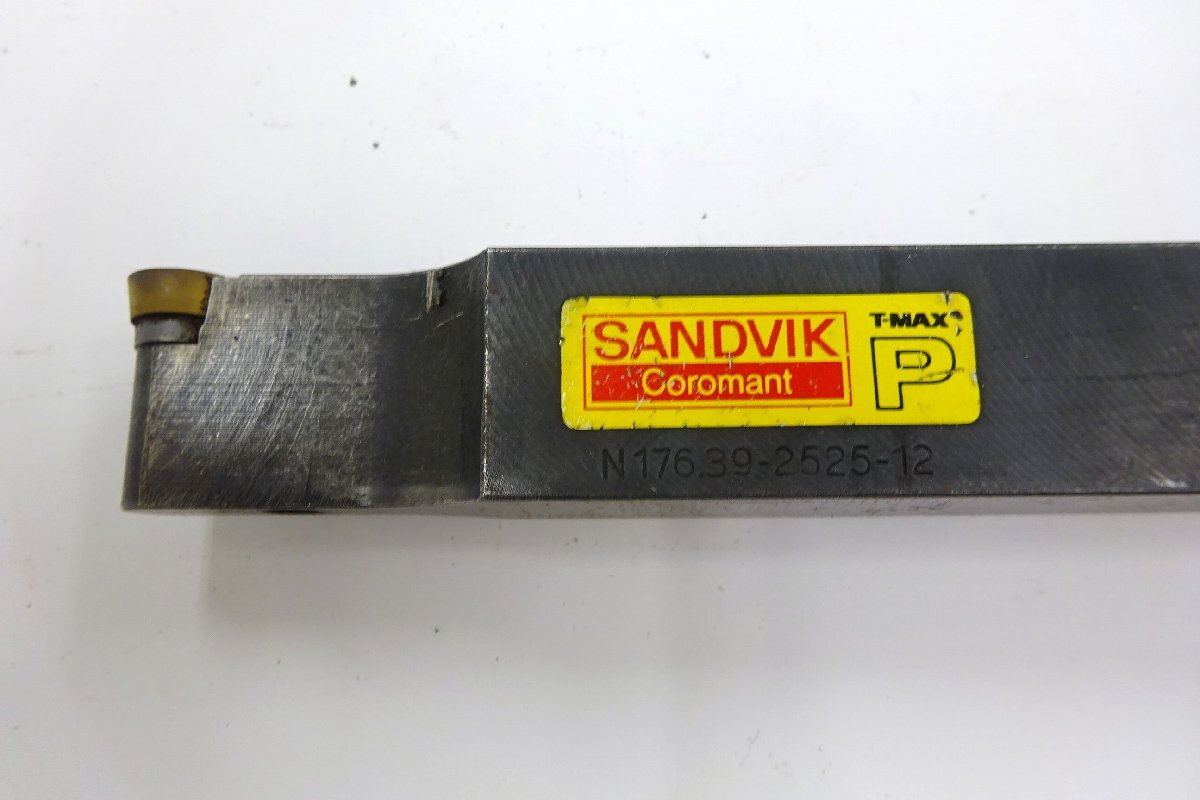 SANDVIK
Coromant
T-MAX
P
N176.39-2525-12